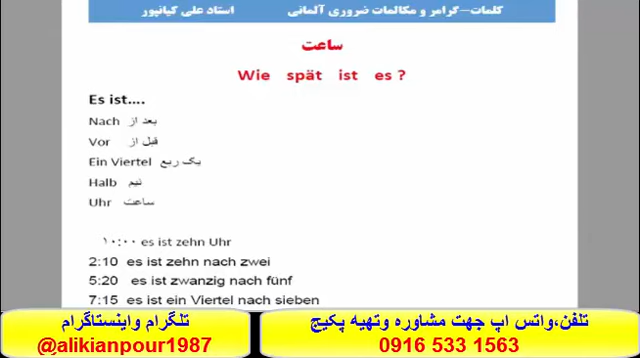 کلمات-گرامر و مکالمات ضروری آلمانی استاد علی کیانپور
ساعت
Wie spät ist es ?
Es ist....
Nach بعد از
Vor قبل از
Ein Viertel یک ربع
Halb نیم
Uhr ساعت
۱۰:۰۰ es ist zehn Uhr
2:10 es ist zehn nach zwei
5:20 es ist zwanzig nach fünf
7:15 es ist ein Viertel nach sieben
تلفن،واتس اپ جهت مشاوره وتهیه پکیج
0916 533 1563
تلگرام واینستاگرام
@alikianpour1987